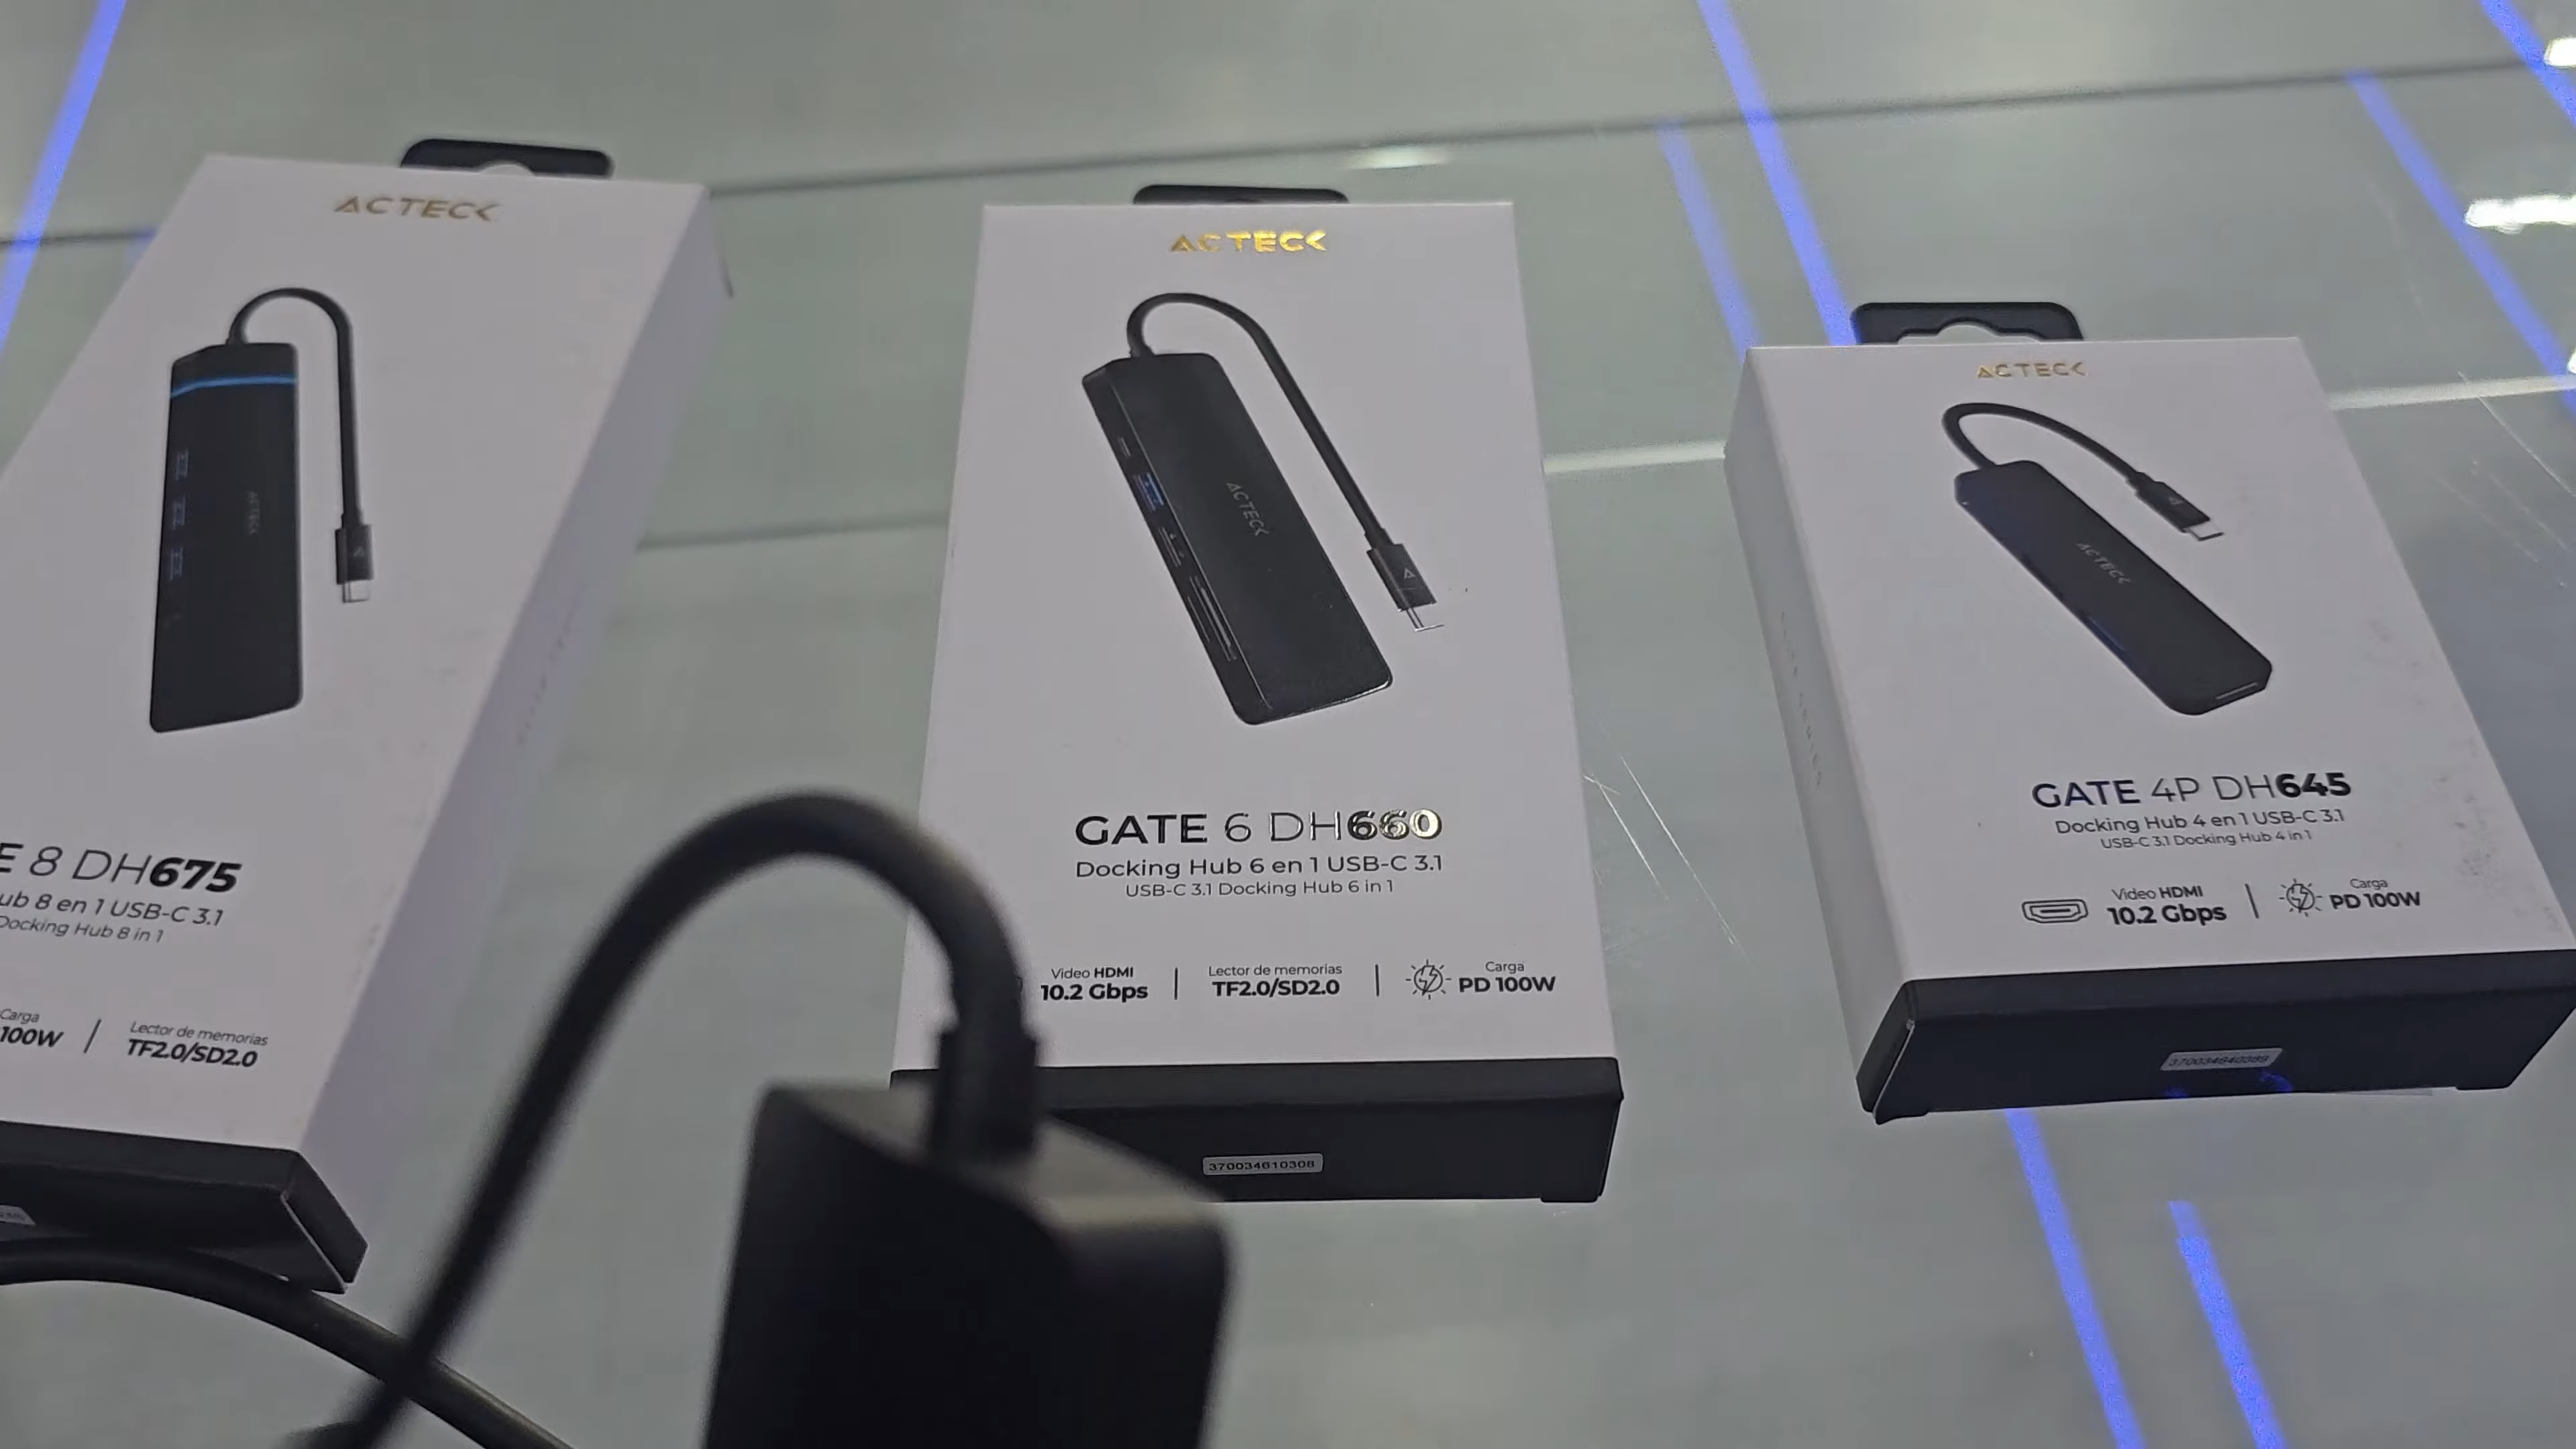 ACTECK
ACTECK
E 8 DH675
ub 8 en 1 USB-C 3.1
Docking Hub 8 in 1
Carga
100W
Lector de memorias
TF2.0/SD2.0
ACTECK
ACTECK
GATE 6 DH660
Docking Hub 6 en 1 USB-C 3.1
USB-C 3.1 Docking Hub 6 in 1
Video HDMI
10.2 Gbps
Lector de memorias
TF2.0/SD2.0
Carga
PD 100W
370034610308
ACTECK
ACTECK
GATE 4P DH645
Docking Hub 4 en 1 USB-C 3.1
USB-C 3.1 Docking Hub 4 in 1
Video HDMI
10.2 Gbps
Carga
PD 100W